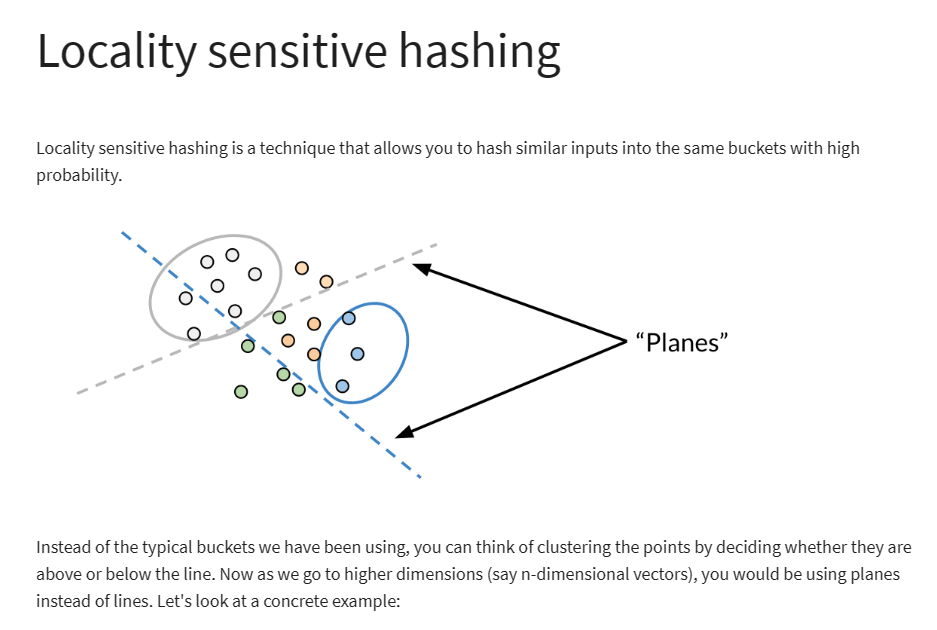 Locality sensitive hashing
Locality sensitive hashing is a technique that allows you to hash similar inputs into the same buckets with high
probability.
“Planes”
Instead of the typical buckets we have been using, you can think of clustering the points by deciding whether they are
above or below the line. Now as we go to higher dimensions (say n-dimensional vectors), you would be using planes
instead of lines. Let's look at a concrete example: